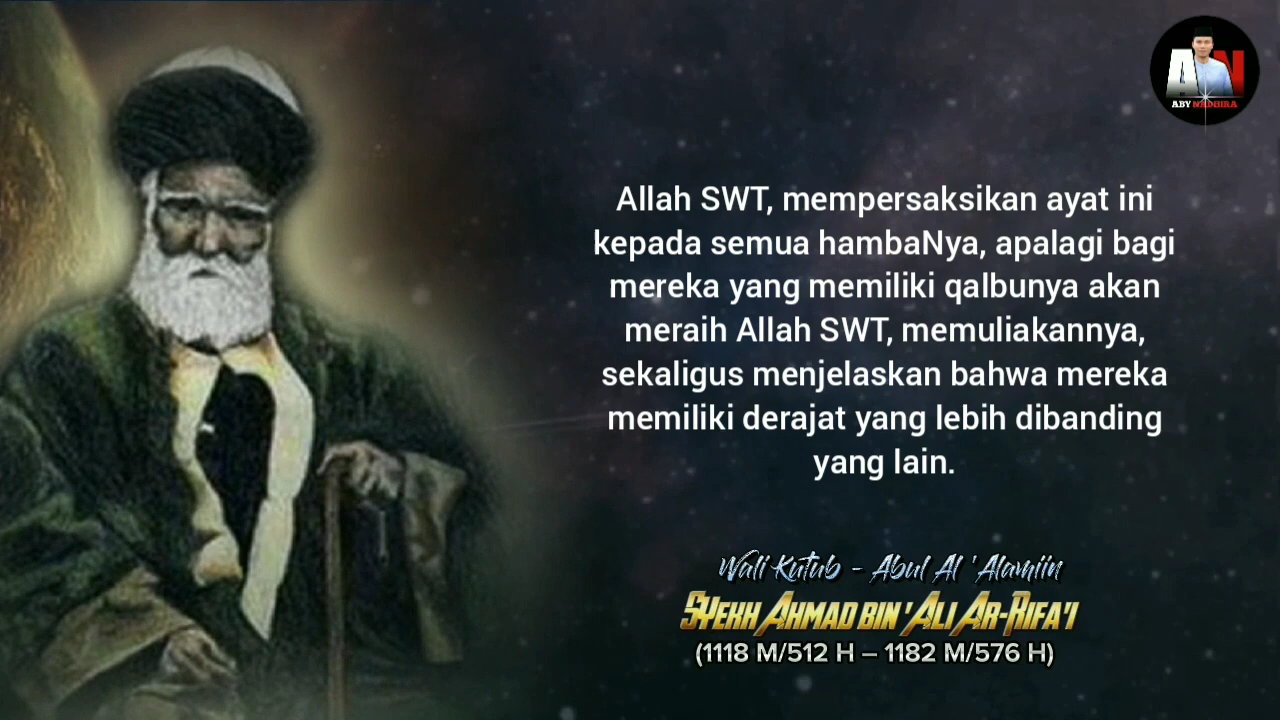 ABY NADHIRA
Allah SWT, mempersaksikan ayat ini
kepada semua hambaNya, apalagi bagi
mereka yang memiliki qalbunya akan
meraih Allah SWT, memuliakannya,
sekaligus menjelaskan bahwa mereka
memiliki derajat yang lebih dibanding
yang lain.
Wali Kutub - Abul Al 'Alamiin
Syekh Ahmad bin 'Ali Ar-Rifa'i
(1118 M/512 H – 1182 M/576 H)